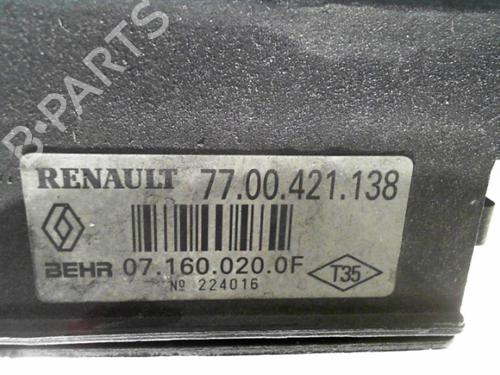 B-PARTS
RENAULT 77.00.421.138
BEHR 07.160.020.0F
T35
Nº 224016